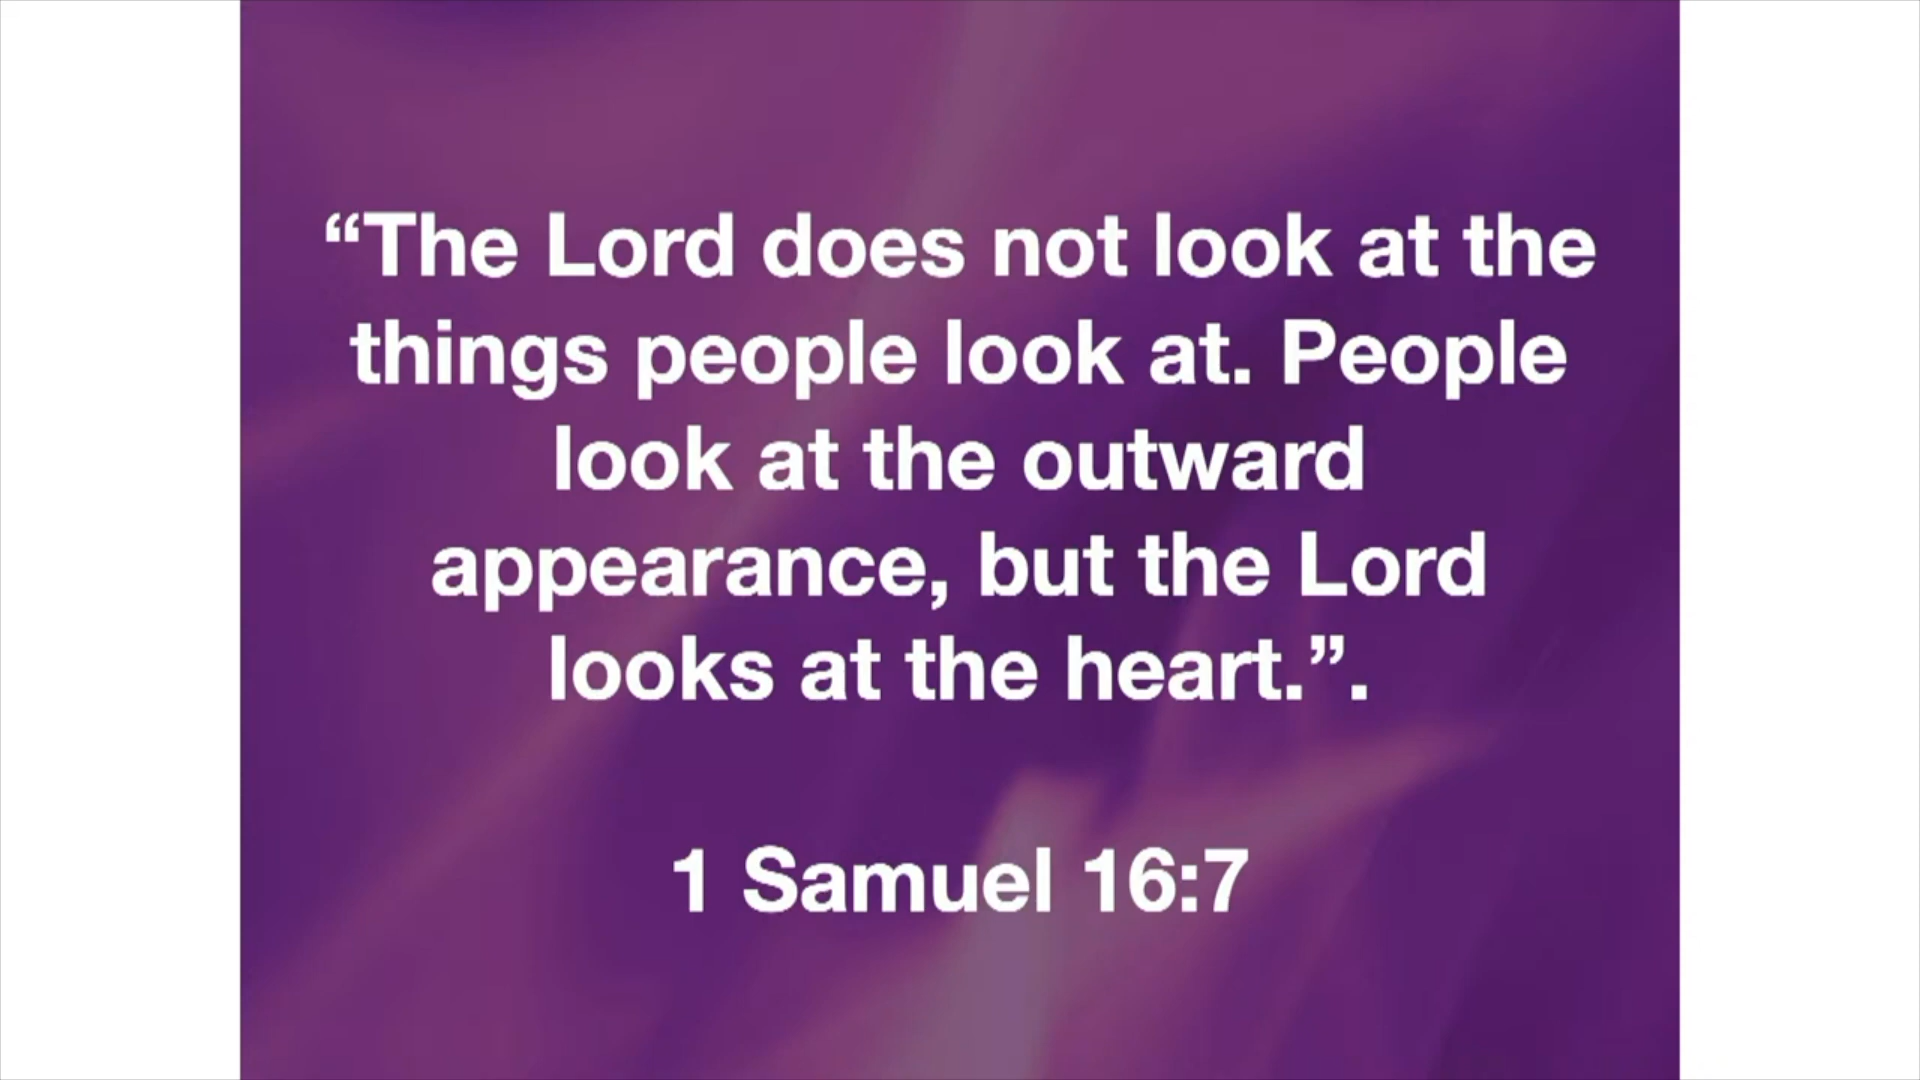 “The Lord does not look at the
things people look at. People
look at the outward
appearance, but the Lord
looks at the heart.”.
1 Samuel 16:7